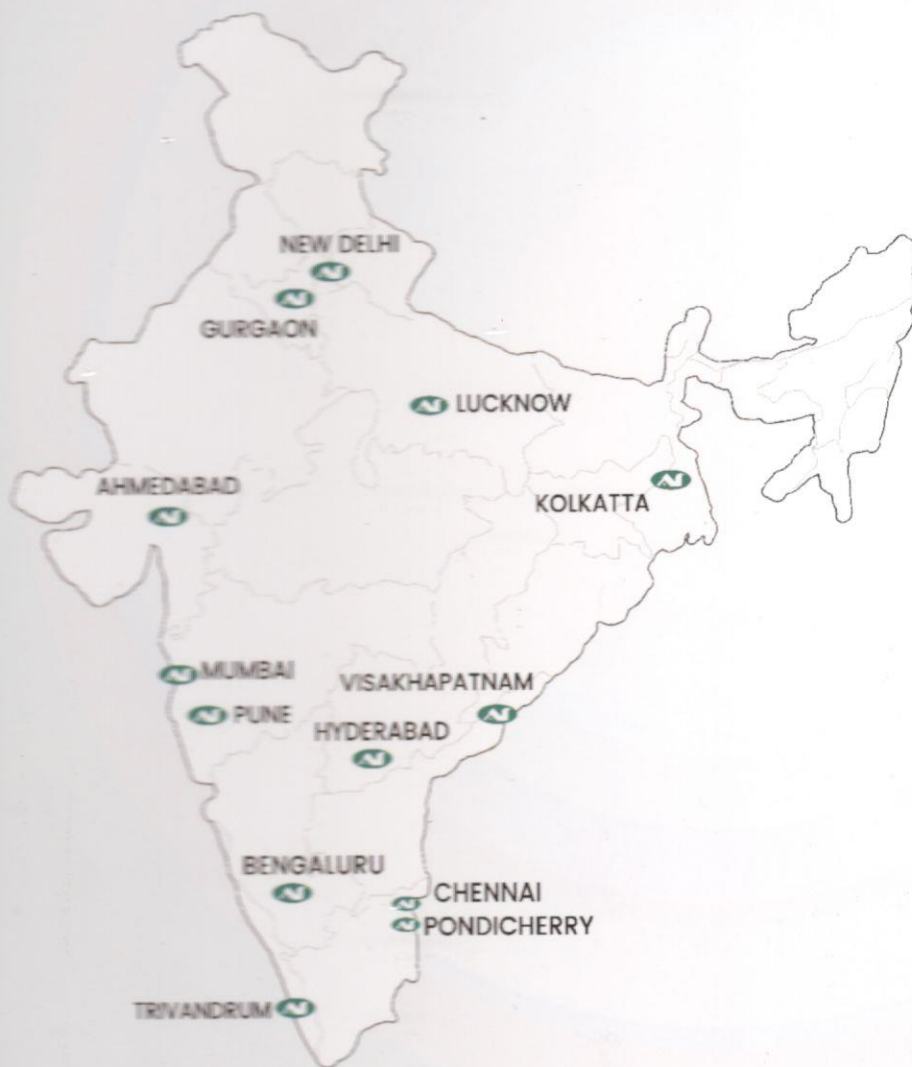 NEW DELHI
GURGAON
LUCKNOW
AHMEDABAD
KOLKATTA
MUMBAI
VISAKHAPATNAM
PUNE
HYDERABAD
BENGALURU
CHENNAI
PONDICHERRY
TRIVANDRUM